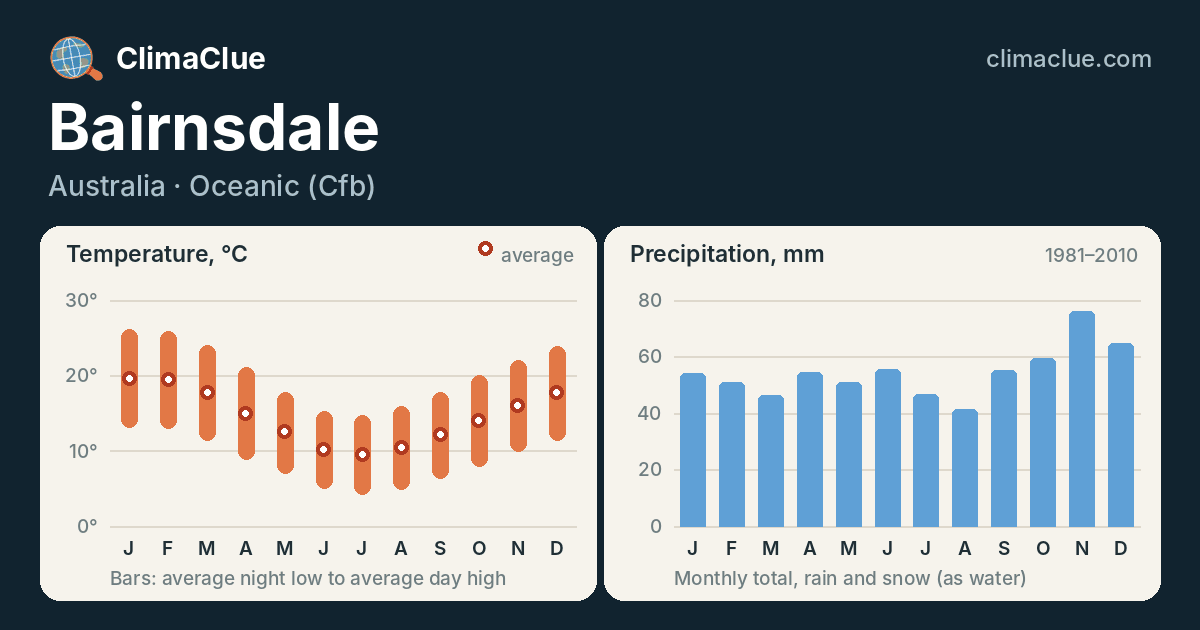 ClimaClue
climaclue.com
Bairnsdale
Australia · Oceanic (Cfb)
Temperature, °C
average
30°
20°
10°
0°
J F M A M J J A S O N D
Bars: average night low to average day high
Precipitation, mm
1981–2010
80
60
40
20
0
J F M A M J J A S O N D
Monthly total, rain and snow (as water)